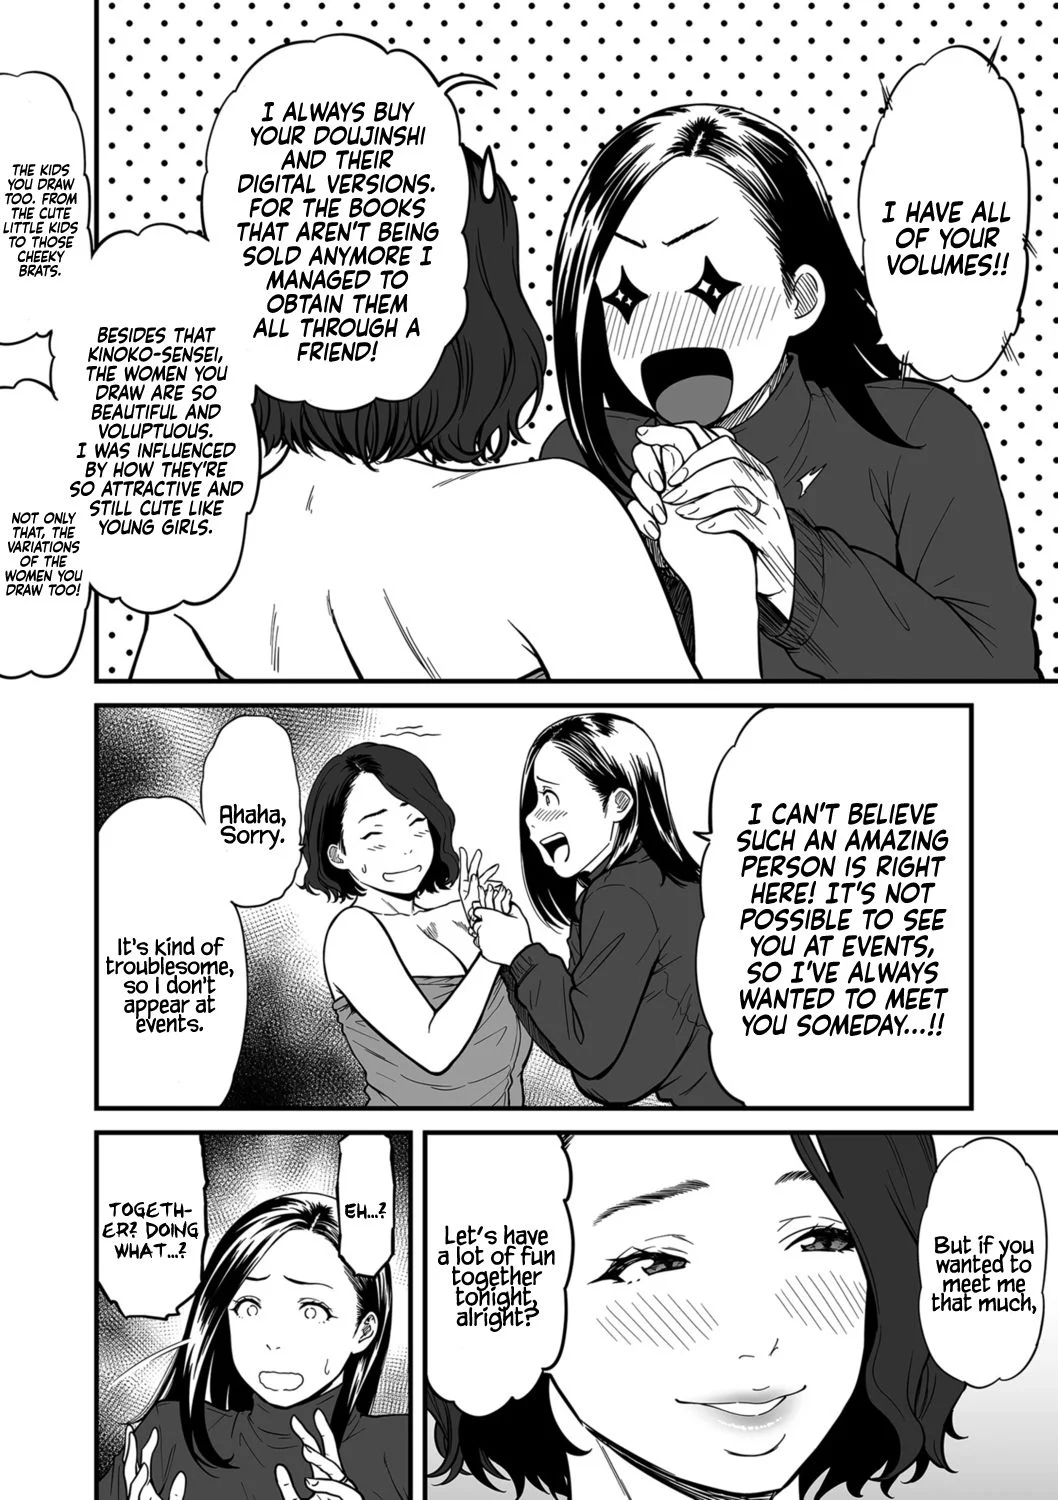 I HAVE ALL
OF YOUR
VOLUMES!!
I ALWAYS BUY
YOUR DOUJINSHI
AND THEIR
DIGITAL VERSIONS.
FOR THE BOOKS
THAT AREN'T BEING
SOLD ANYMORE I
MANAGED TO
OBTAIN THEM
ALL THROUGH A
FRIEND!
BESIDES THAT
KINOKO-SENSEI,
THE WOMEN YOU
DRAW ARE SO
BEAUTIFUL AND
VOLUPTUOUS.
I WAS INFLUENCED
BY HOW THEY'RE
SO ATTRACTIVE AND
STILL CUTE LIKE
YOUNG GIRLS.
THE KIDS
YOU DRAW
TOO. FROM
THE CUTE
LITTLE KIDS
TO THOSE
CHEEKY
BRATS.
NOT ONLY
THAT, THE
VARIATIONS
OF THE
WOMEN YOU
DRAW TOO!
I CAN'T BELIEVE
SUCH AN AMAZING
PERSON IS RIGHT
HERE! IT'S NOT
POSSIBLE TO SEE
YOU AT EVENTS,
SO I'VE ALWAYS
WANTED TO MEET
YOU SOMEDAY...!!
Ahaha,
Sorry.
It's kind of
troublesome,
so I don't
appear at
events.
But if you
wanted to
meet me
that much,
Let's have
a lot of fun
together
tonight,
alright?
EH...?
TOGETH-
ER? DOING
WHAT...?